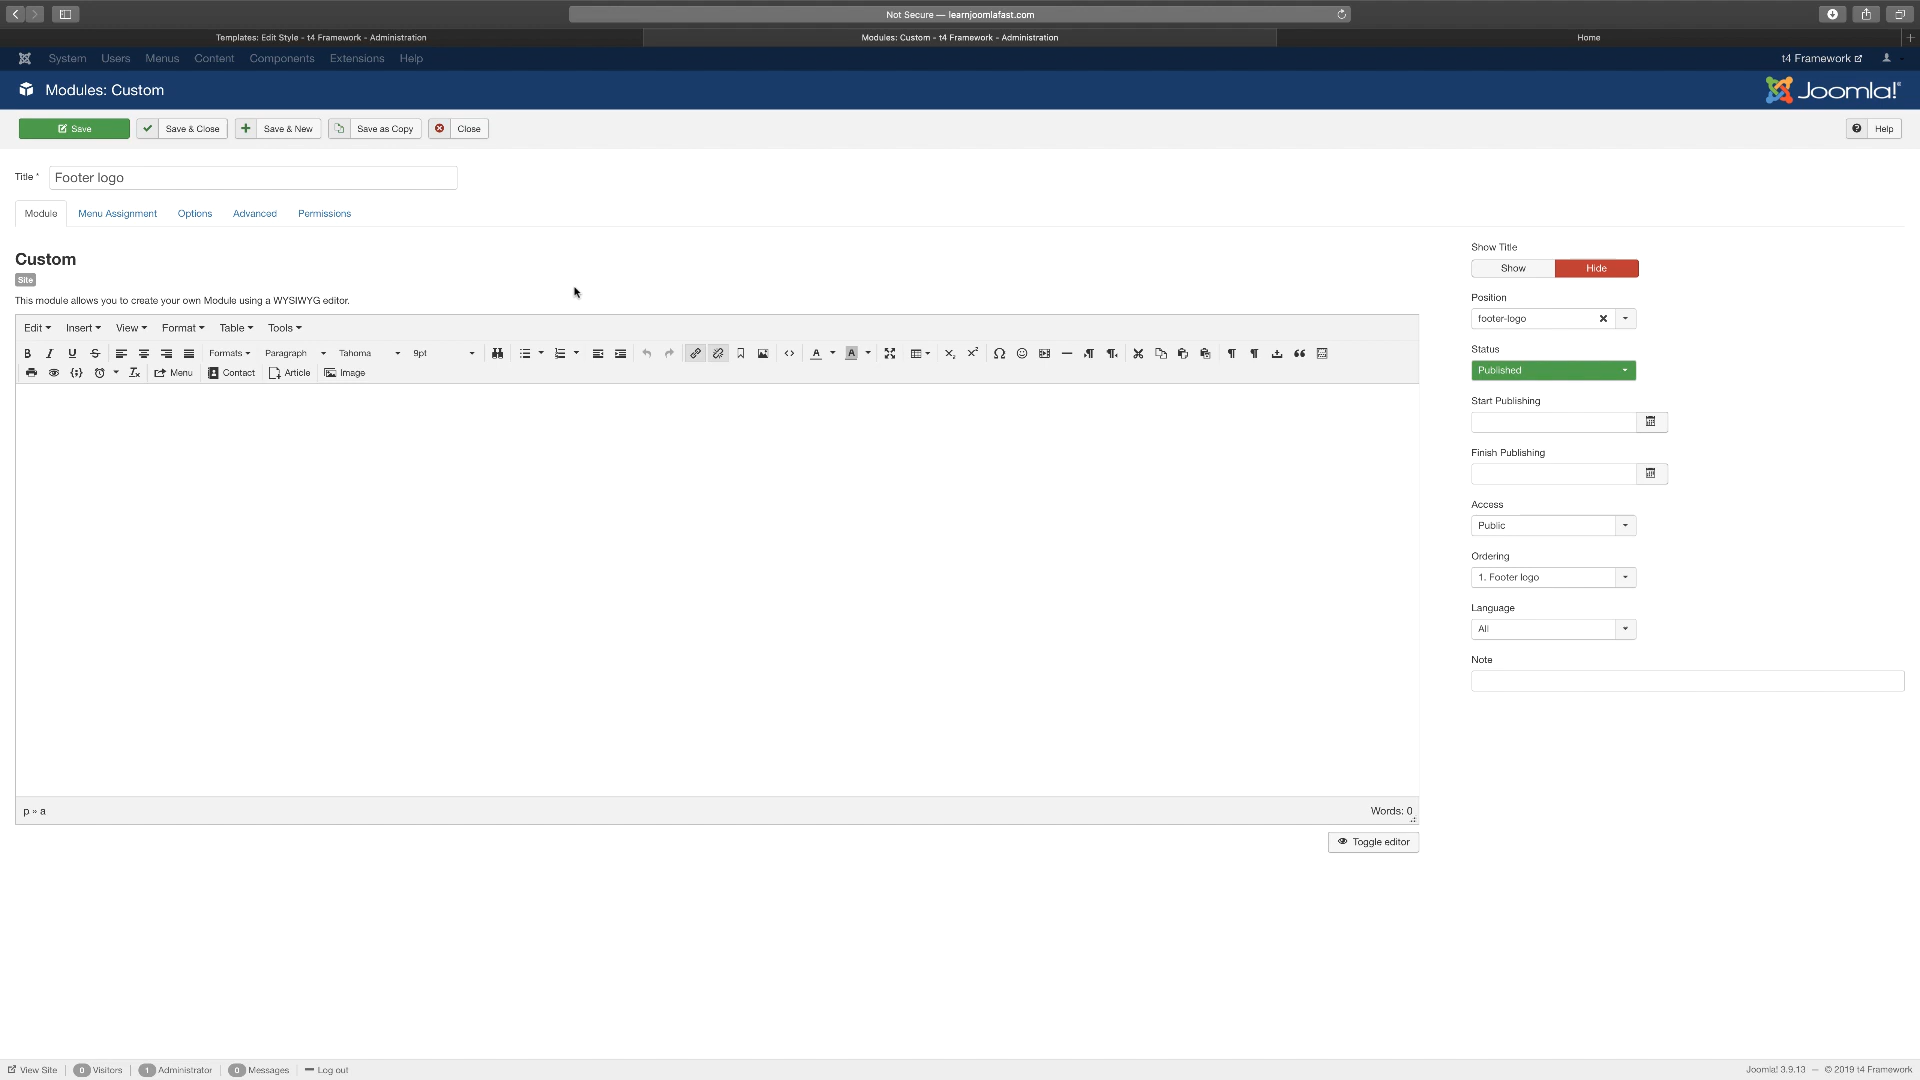 Not Secure — learnjoomlafast.com
Templates: Edit Style - t4 Framework - Administration
Modules: Custom - t4 Framework - Administration
Home
System Users Menus Content Components Extensions Help
t4 Framework
Modules: Custom
Joomla!®
Save
Save & Close
Save & New
Save as Copy
Close
Help
Title *
Footer logo
Module
Menu Assignment
Options
Advanced
Permissions
Custom
Site
This module allows you to create your own Module using a WYSIWYG editor.
Edit Insert View Format Table Tools
Formats Paragraph Tahoma 9pt
Menu Contact Article Image
p » a
Words: 0
Toggle editor
Show Title
Show Hide
Position
footer-logo
Status
Published
Start Publishing
Finish Publishing
Access
Public
Ordering
1. Footer logo
Language
All
Note
View Site 0 Visitors 1 Administrator 0 Messages Log out
Joomla! 3.9.13 — © 2019 t4 Framework